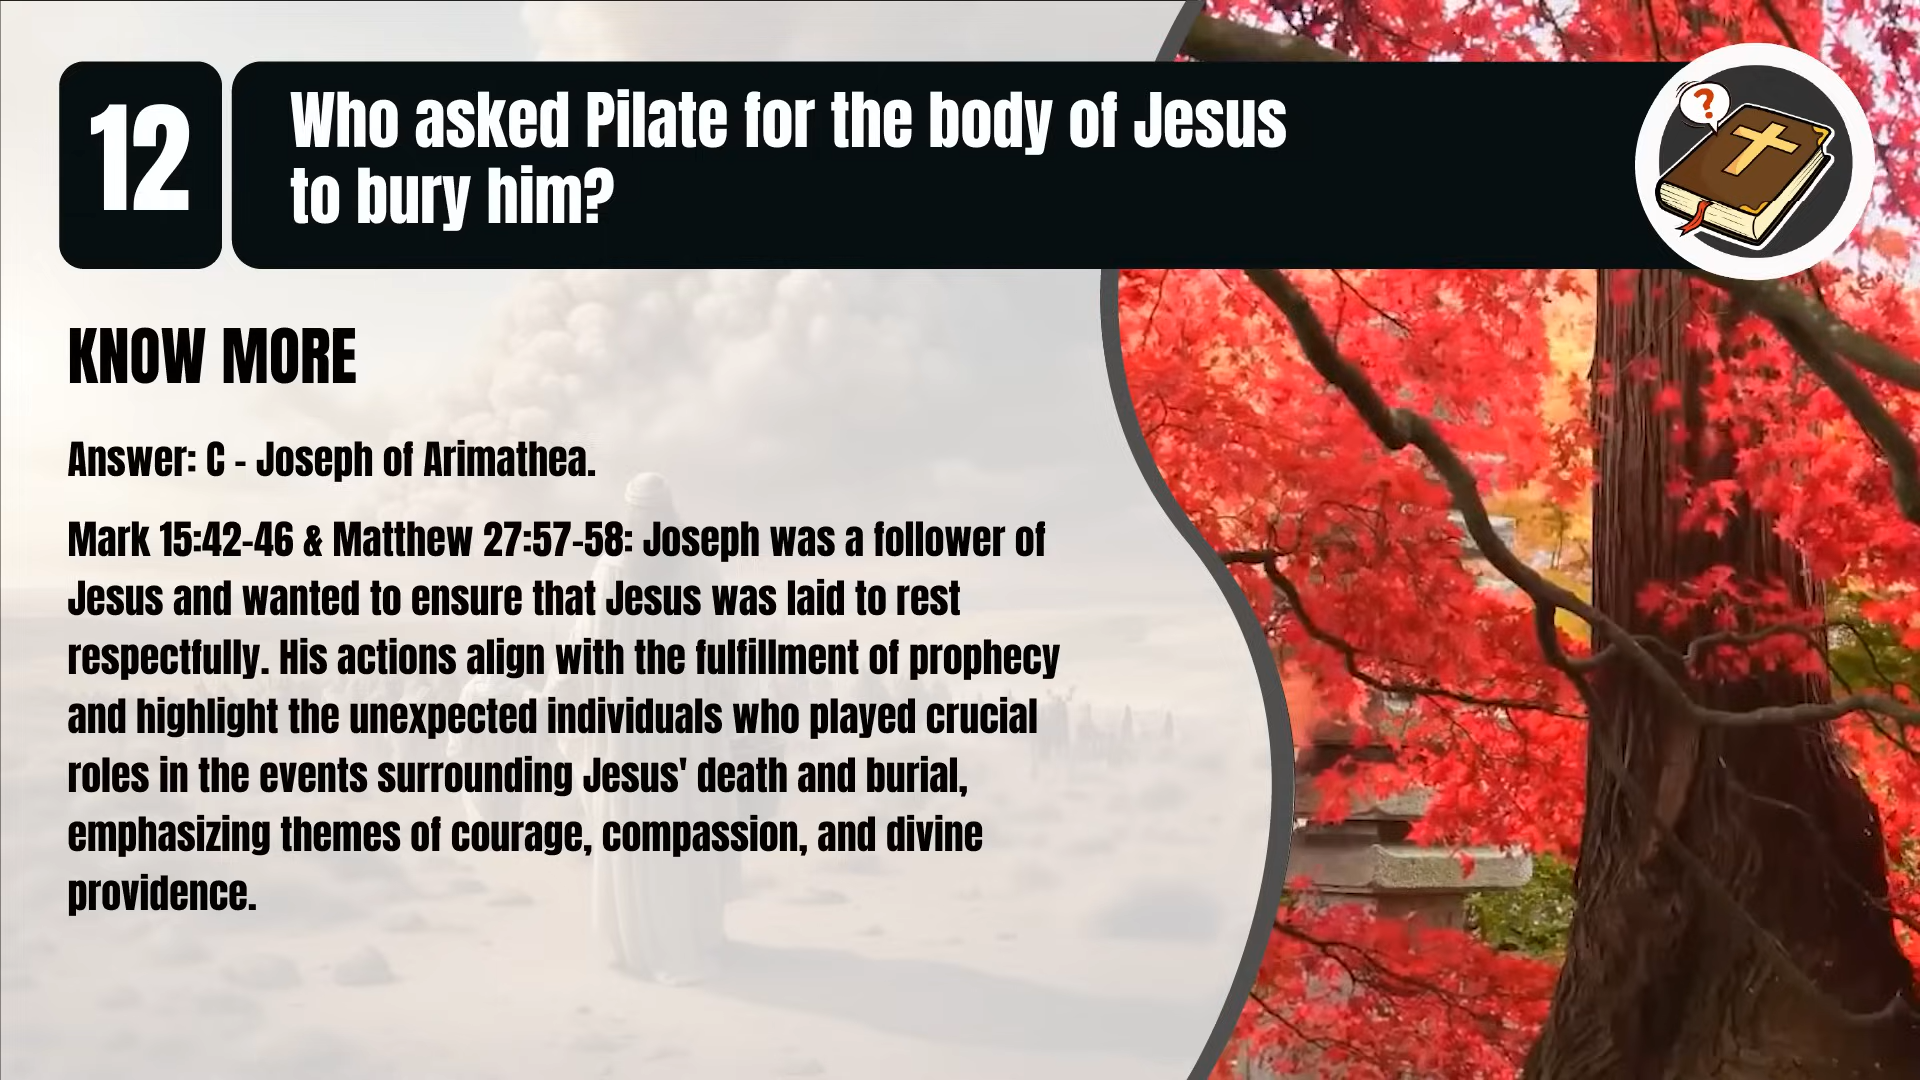 12
Who asked Pilate for the body of Jesus
to bury him?
?
KNOW MORE
Answer: C - Joseph of Arimathea.
Mark 15:42-46 & Matthew 27:57-58: Joseph was a follower of
Jesus and wanted to ensure that Jesus was laid to rest
respectfully. His actions align with the fulfillment of prophecy
and highlight the unexpected individuals who played crucial
roles in the events surrounding Jesus' death and burial,
emphasizing themes of courage, compassion, and divine
providence.